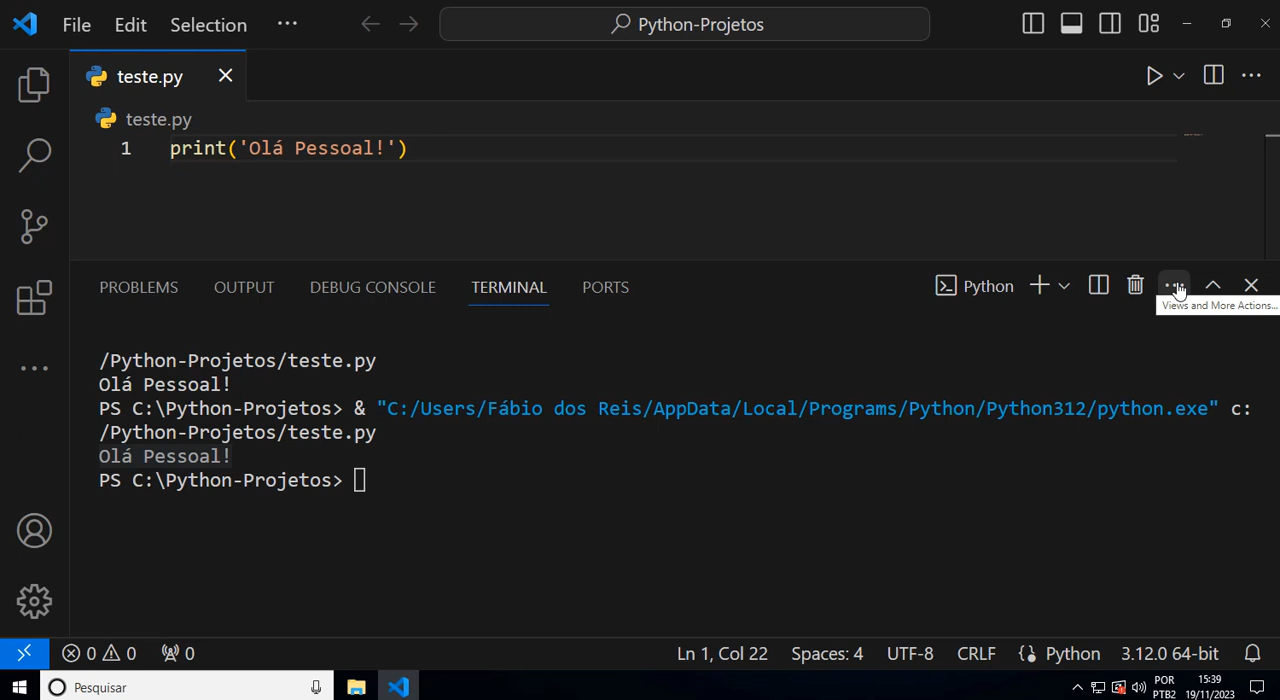 File Edit Selection ··· Python-Projetos
teste.py
teste.py
1 print('Olá Pessoal!')
PROBLEMS OUTPUT DEBUG CONSOLE TERMINAL PORTS Python
Views and More Actions...
/Python-Projetos/teste.py
Olá Pessoal!
PS C:\Python-Projetos> & "C:/Users/Fábio dos Reis/AppData/Local/Programs/Python/Python312/python.exe" c:
/Python-Projetos/teste.py
Olá Pessoal!
PS C:\Python-Projetos>
0 0 0 Ln 1, Col 22 Spaces: 4 UTF-8 CRLF Python 3.12.0 64-bit
Pesquisar
POR
PTB2
15:39
19/11/2023